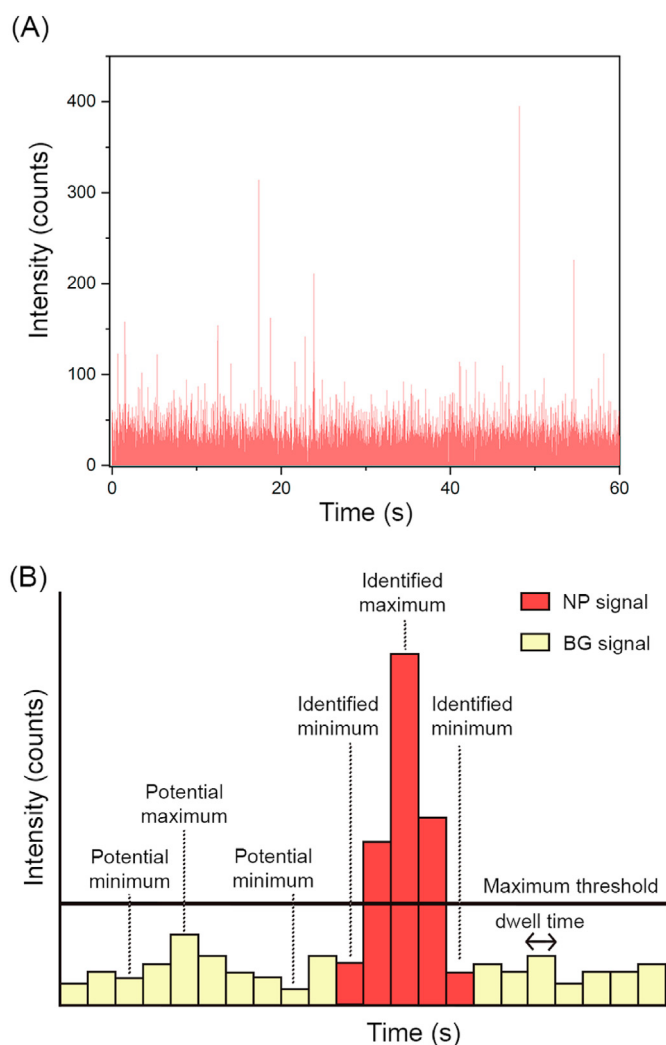 (A)
Intensity (counts)
400
300
200
100
0
0
20
40
60
Time (s)
(B)
Identified
maximum
NP signal
BG signal
Identified
minimum
Identified
minimum
Potential
maximum
Potential
minimum
Potential
minimum
Maximum threshold
dwell time
Intensity (counts)
Time (s)